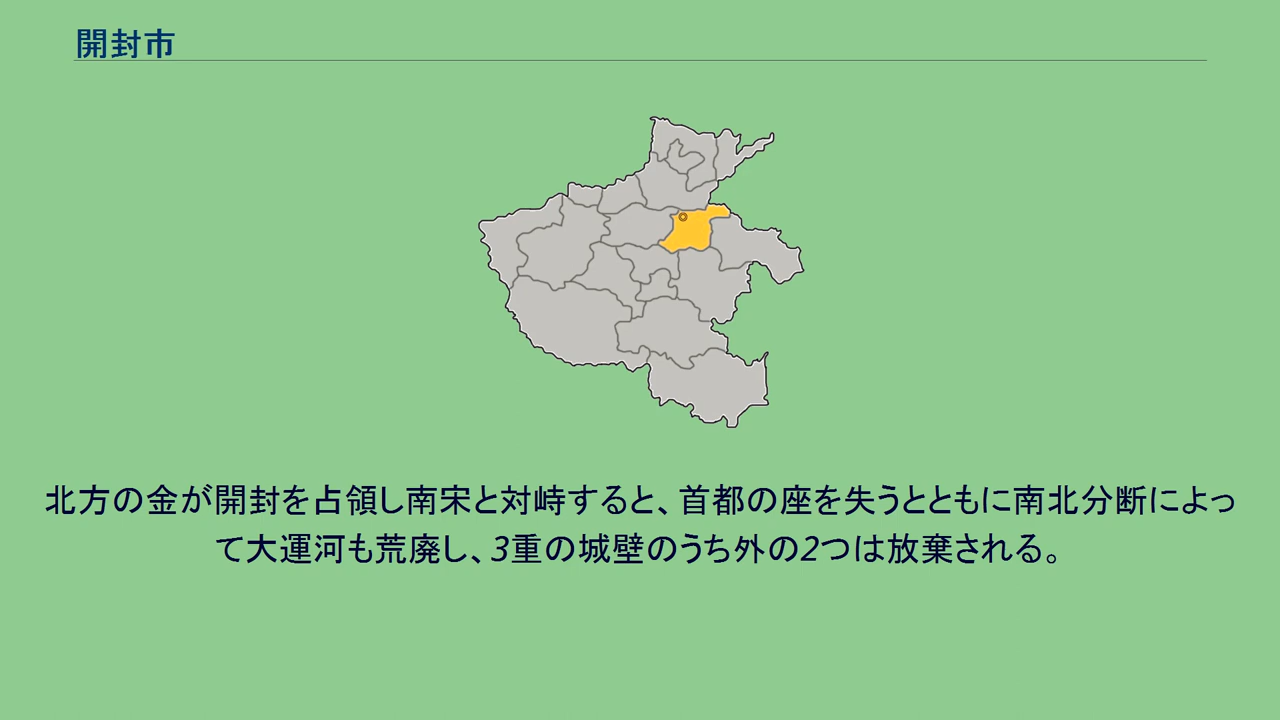 開封市
北方の金が開封を占領し南宋と対峙すると、首都の座を失うとともに南北分断によっ
て大運河も荒廃し、3重の城壁のうち外の2つは放棄される。